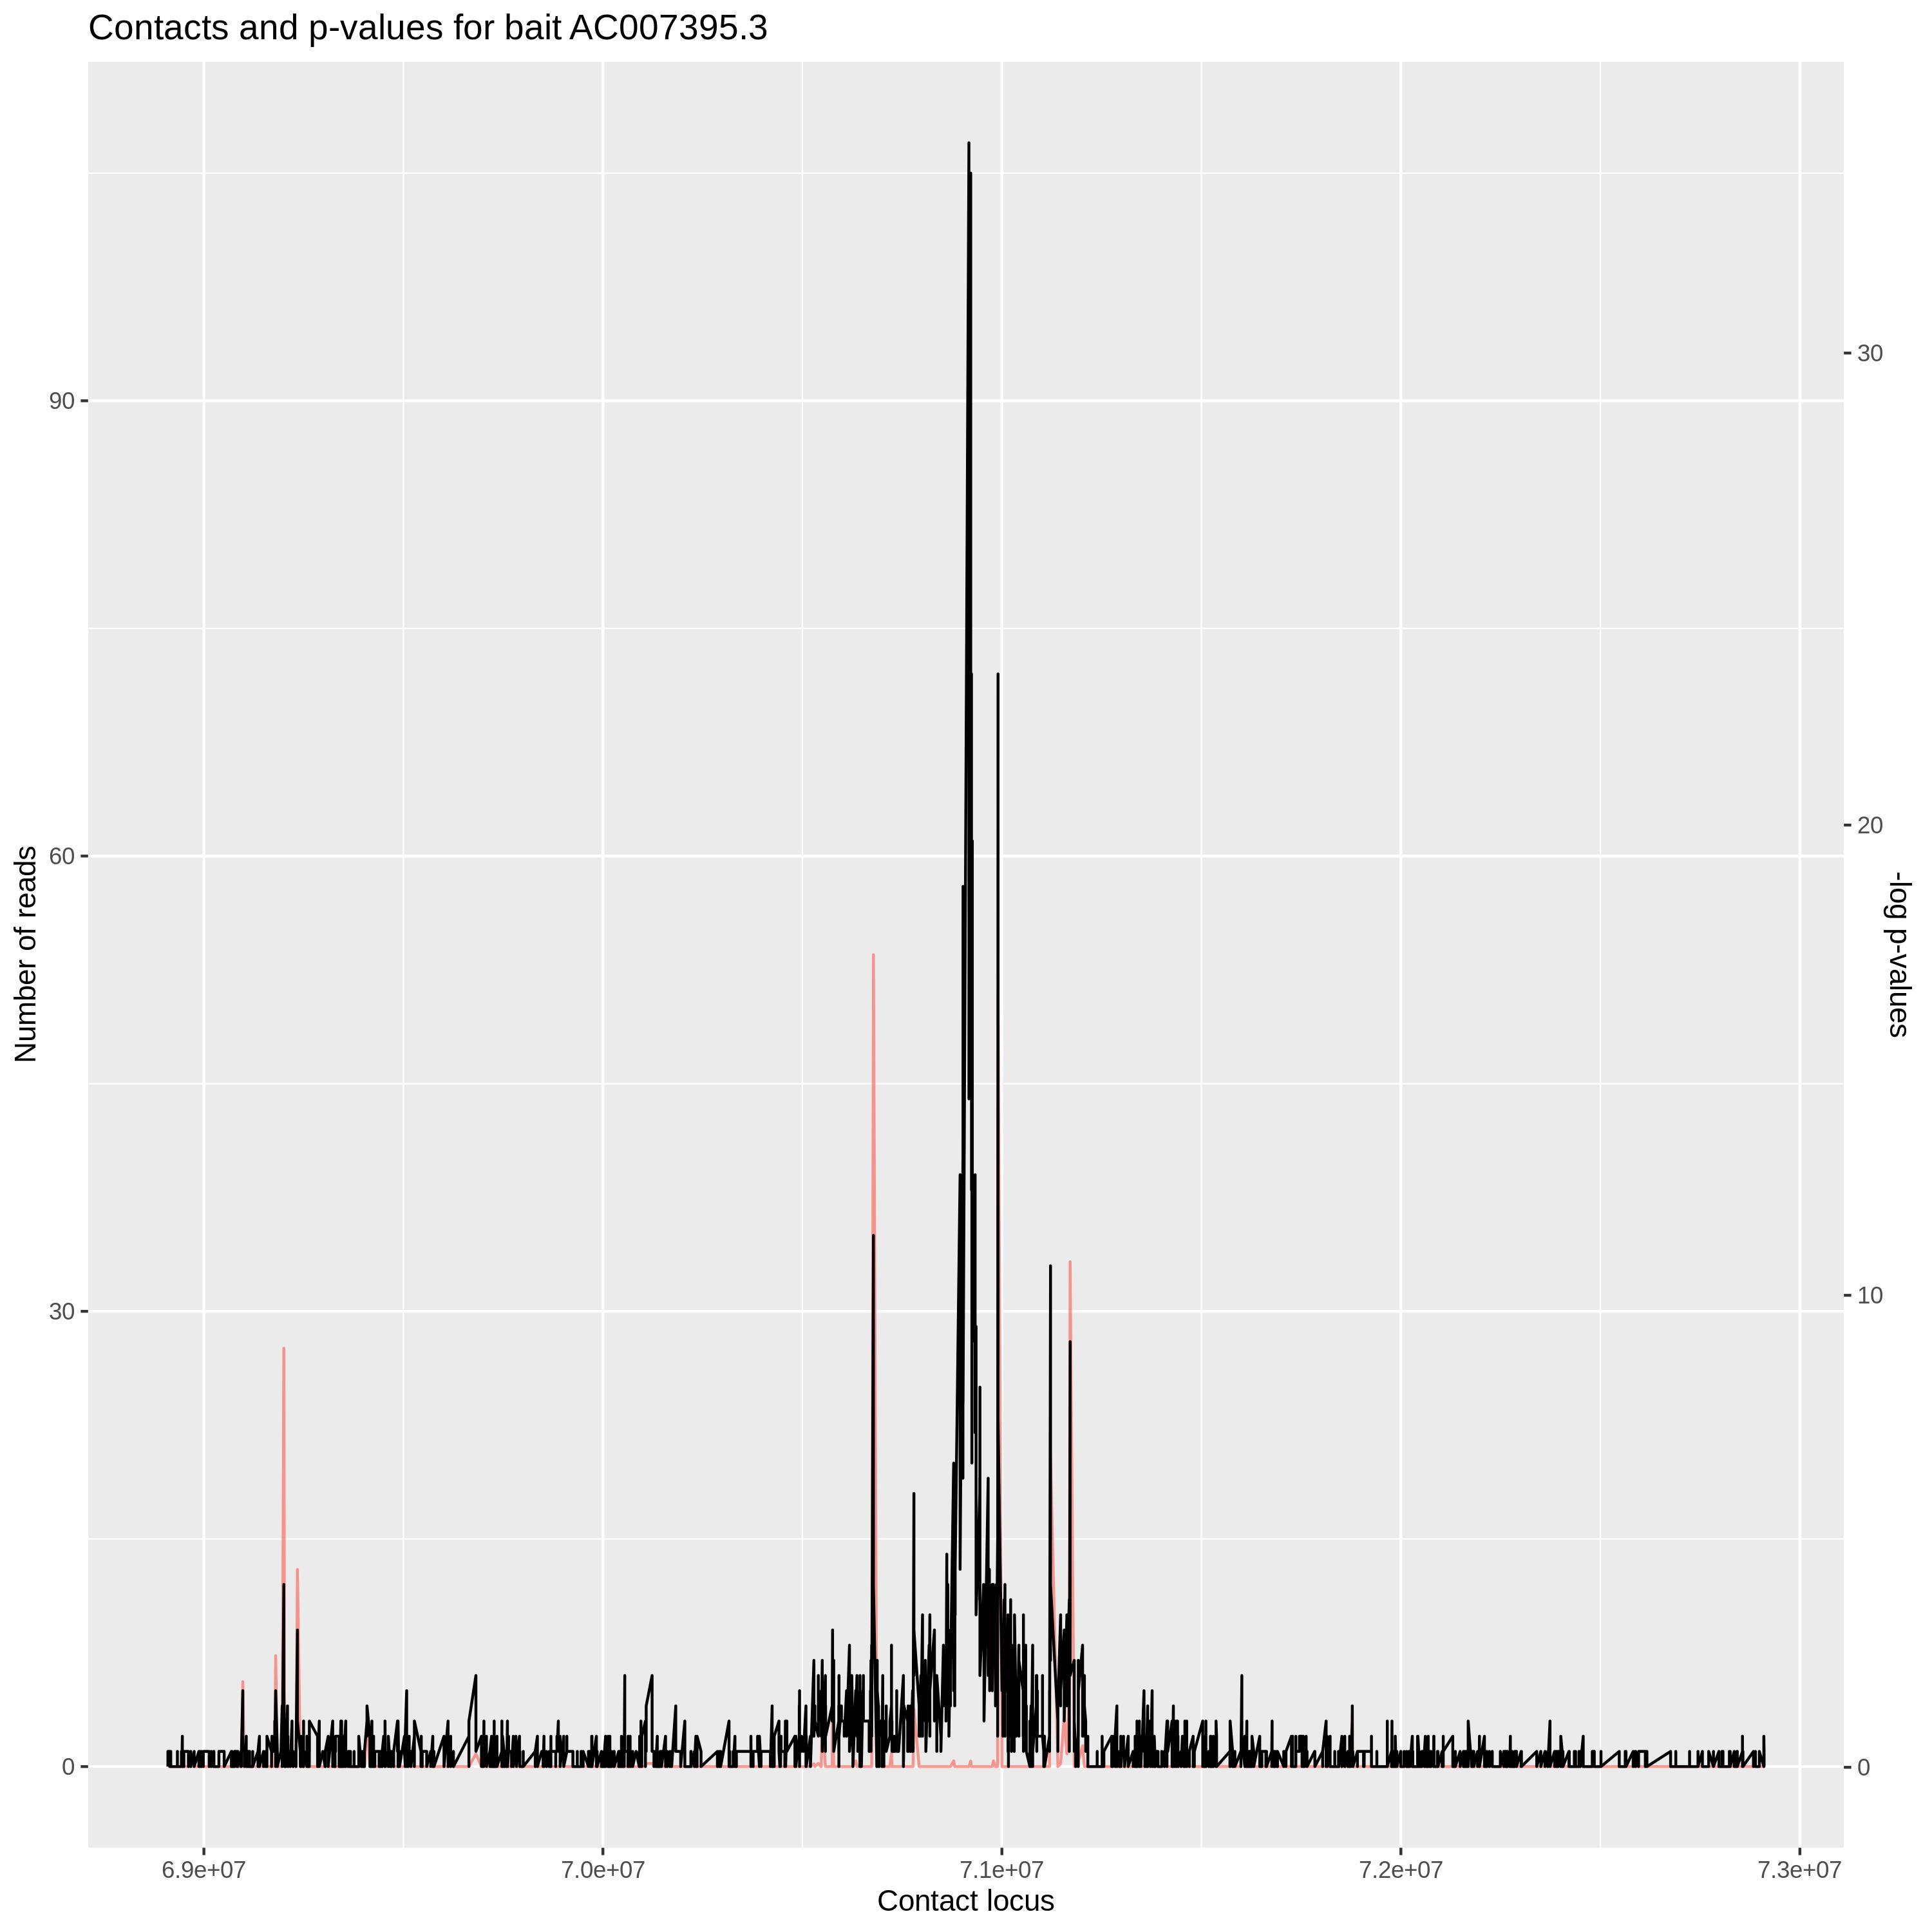 Contacts and p-values for bait AC007395.3
90
60
30
0
Number of reads
30
20
10
0
-log p-values
6.9e+07
7.0e+07
7.1e+07
7.2e+07
7.3e+07
Contact locus